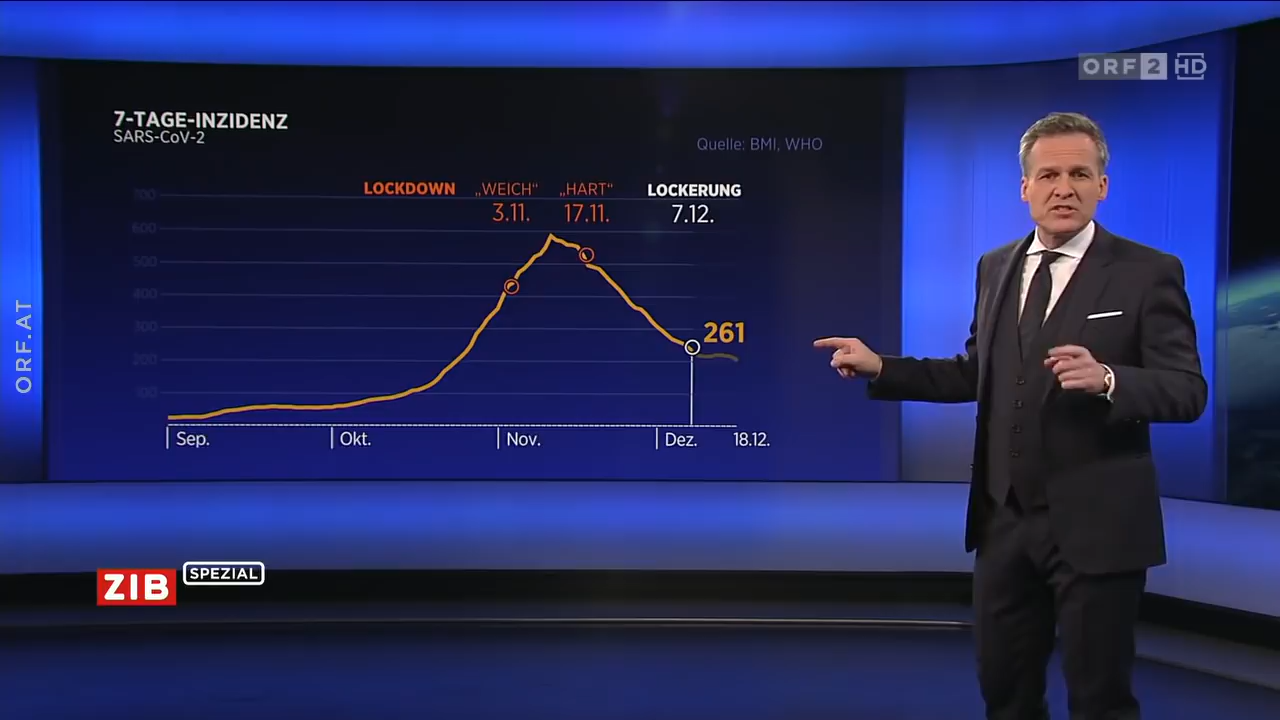 ORF 2 HD
7-TAGE-INZIDENZ
SARS-CoV-2
Quelle: BMI, WHO
LOCKDOWN „WEICH“ „HART“ LOCKERUNG
3.11. 17.11. 7.12.
700
600
500
400
300
200
100
261
Sep. Okt. Nov. Dez. 18.12.
ORF.AT
ZIB SPEZIAL